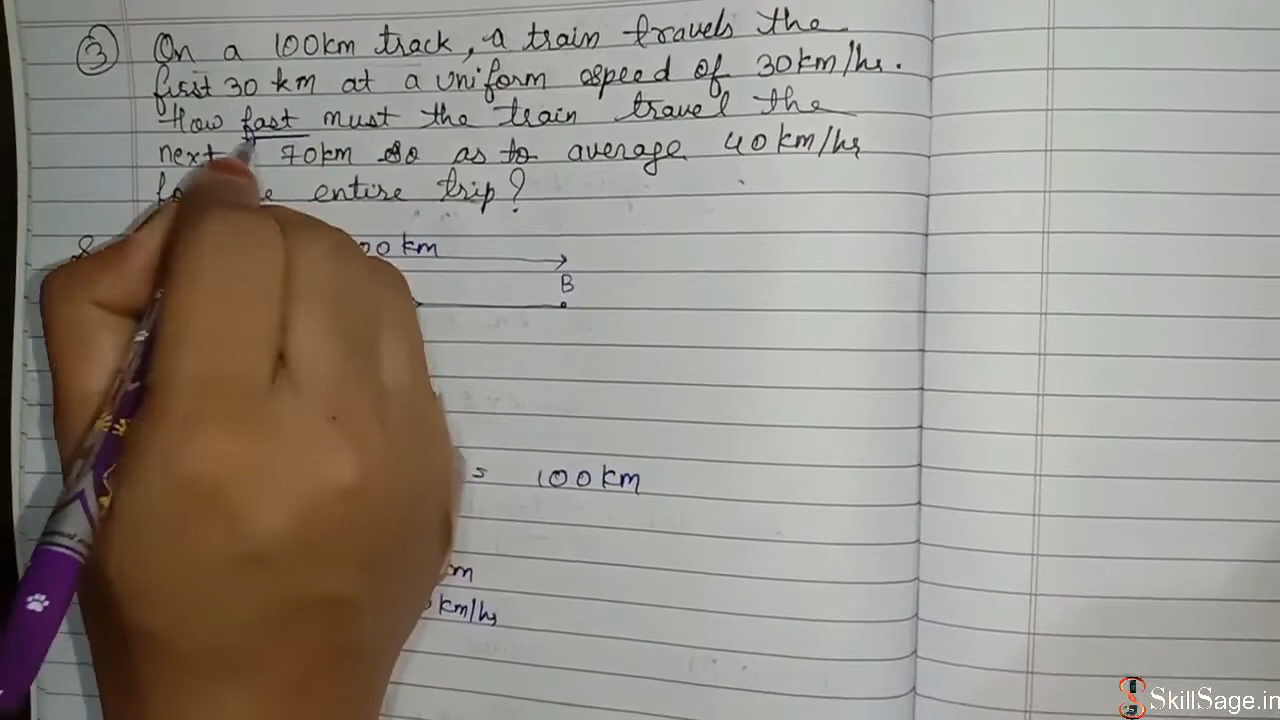 ③ On a 100km track, a train travels the
first 30 km at a uniform speed of 30km/hr.
How fast must the train travel the
next 70km so as to average 40km/hr
entire trip?
km
B
= 100km
km
km/hr
SkillSage.in